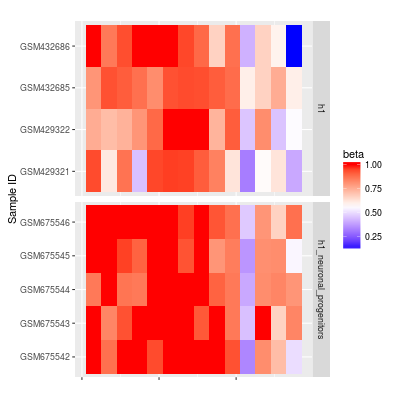 Sample ID
GSM432686
GSM432685
GSM429322
GSM429321
h1
GSM675546
GSM675545
GSM675544
GSM675543
GSM675542
h1_neuronal_progenitors
beta
1.00
0.75
0.50
0.25